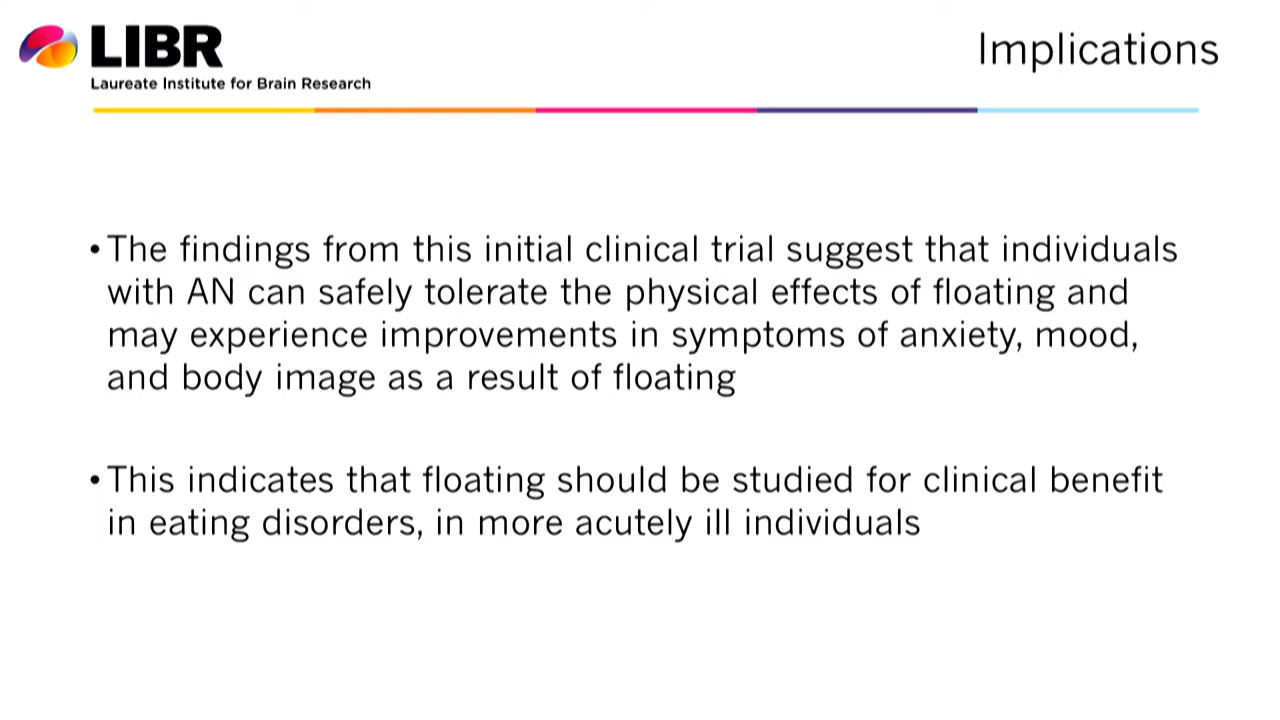 LIBR
Laureate Institute for Brain Research
Implications
• The findings from this initial clinical trial suggest that individuals
with AN can safely tolerate the physical effects of floating and
may experience improvements in symptoms of anxiety, mood,
and body image as a result of floating
• This indicates that floating should be studied for clinical benefit
in eating disorders, in more acutely ill individuals